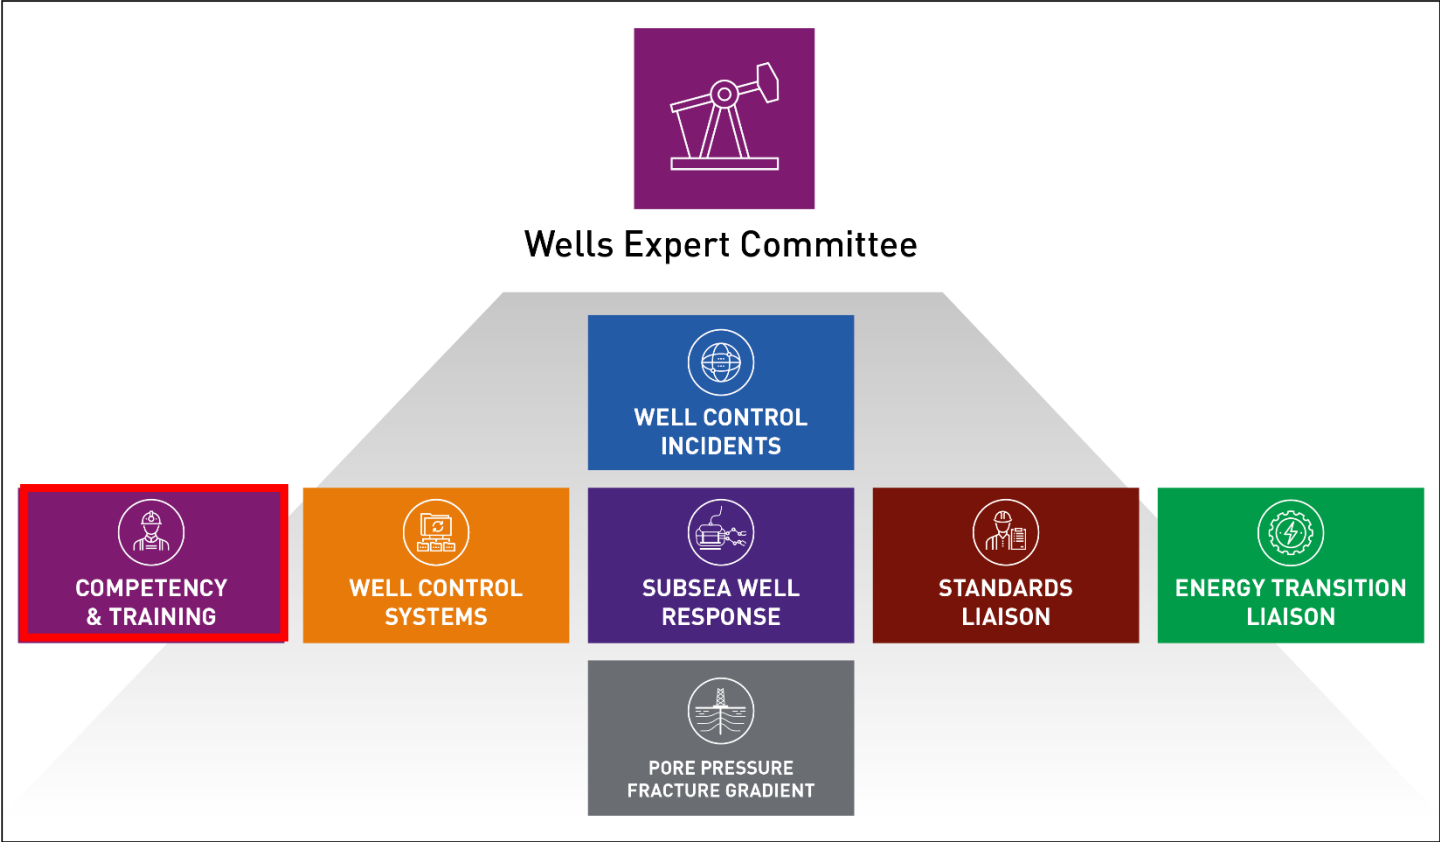 Wells Expert Committee
WELL CONTROL
INCIDENTS
COMPETENCY
& TRAINING
WELL CONTROL
SYSTEMS
SUBSEA WELL
RESPONSE
STANDARDS
LIAISON
ENERGY TRANSITION
LIAISON
PORE PRESSURE
FRACTURE GRADIENT